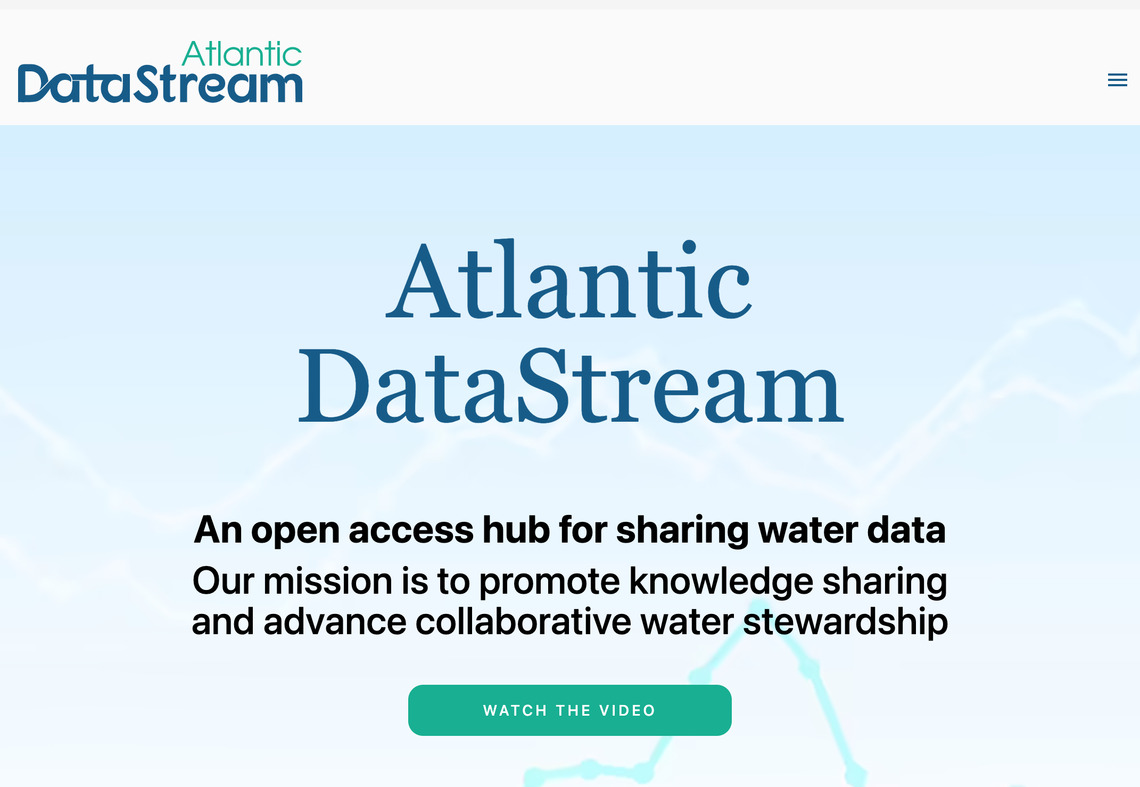 Atlantic
DataStream
Atlantic
DataStream
An open access hub for sharing water data
Our mission is to promote knowledge sharing
and advance collaborative water stewardship
WATCH THE VIDEO